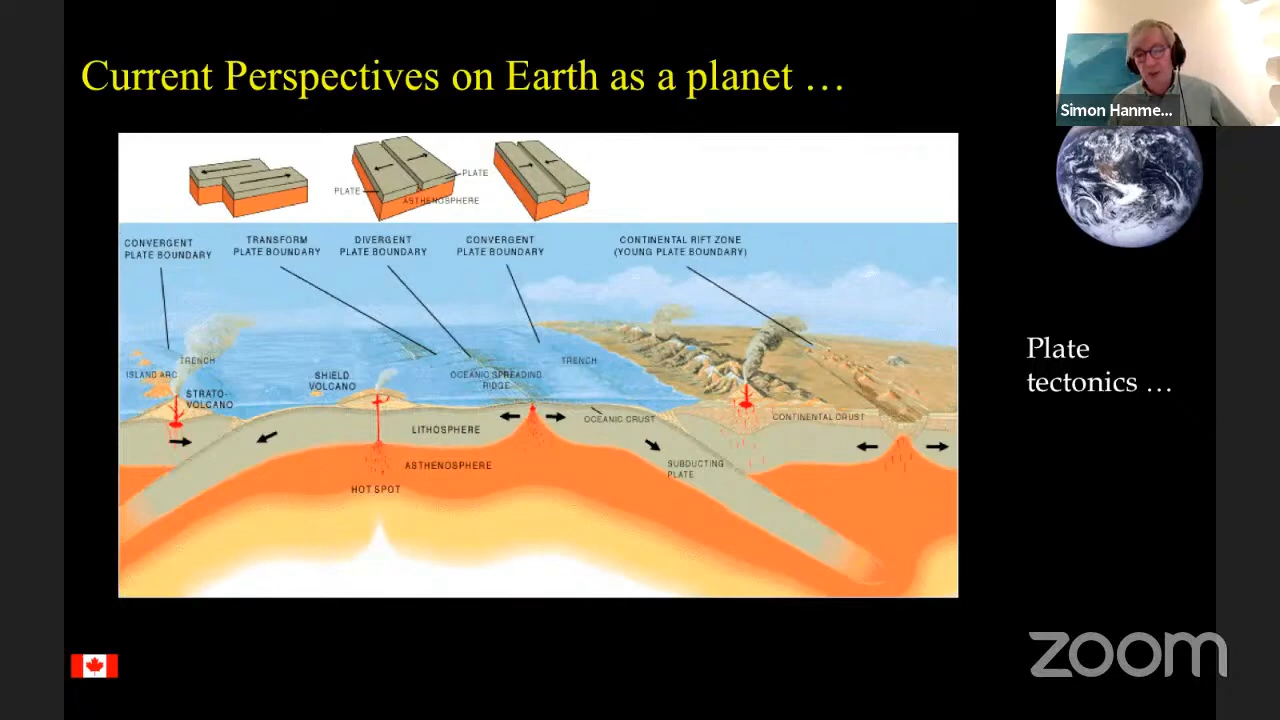 Current Perspectives on Earth as a planet …
Simon Hanme...
PLATE
PLATE
ASTHENOSPHERE
CONVERGENT
PLATE BOUNDARY
TRANSFORM
PLATE BOUNDARY
DIVERGENT
PLATE BOUNDARY
CONVERGENT
PLATE BOUNDARY
CONTINENTAL RIFT ZONE
(YOUNG PLATE BOUNDARY)
TRENCH
ISLAND ARC
STRATO-
VOLCANO
SHIELD
VOLCANO
OCEANIC SPREADING
RIDGE
TRENCH
OCEANIC CRUST
CONTINENTAL CRUST
LITHOSPHERE
ASTHENOSPHERE
HOT SPOT
SUBDUCTING
PLATE
Plate
tectonics …
zoom